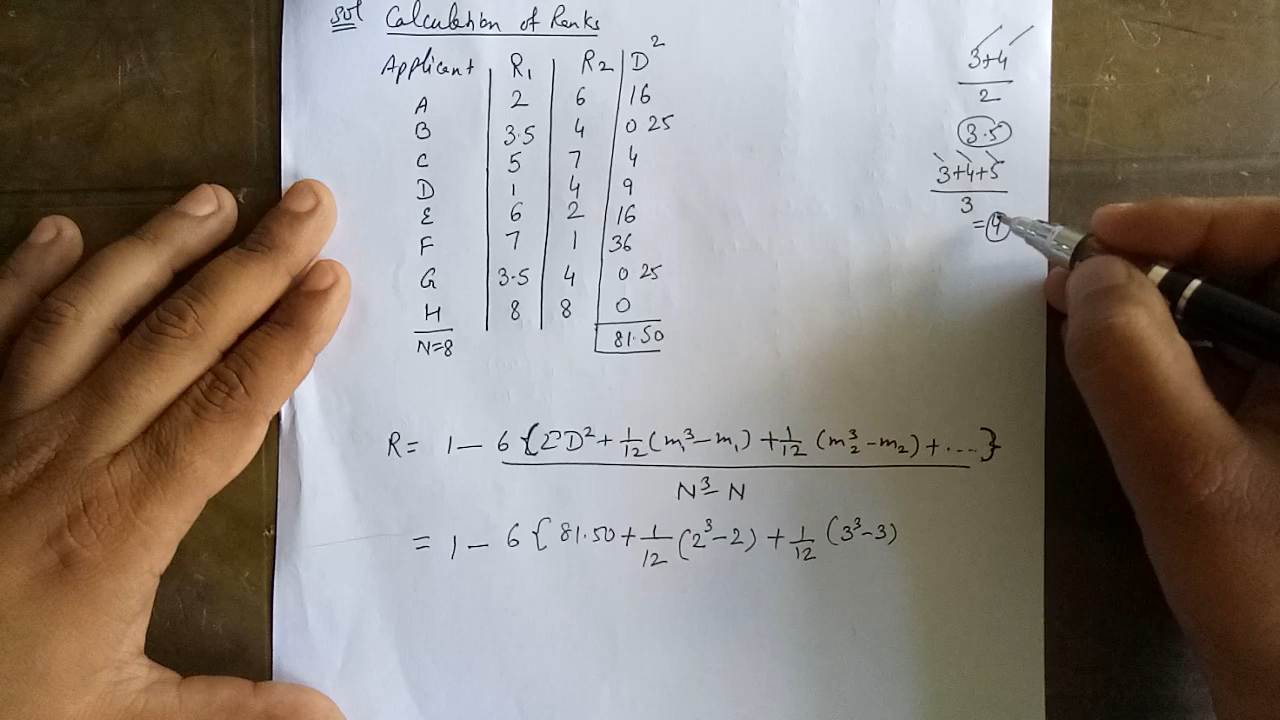 Sol Calculation of Ranks
Applicant R₁ R₂ D²
A 2 6 16
B 3.5 4 0 25
C 5 7 4
D 1 4 9
E 6 2 16
F 7 1 36
G 3.5 4 0 25
H 8 8 0
N=8 81.50
3+4
2
3.5
3+4+5
3
=4
R= 1 – 6 {ΣD² + 1/12 (m₁³ – m₁) + 1/12 (m₂³ – m₂) + ....}
N³ – N
= 1 – 6 { 81.50 + 1/12 (2³ – 2) + 1/12 (3³ – 3)